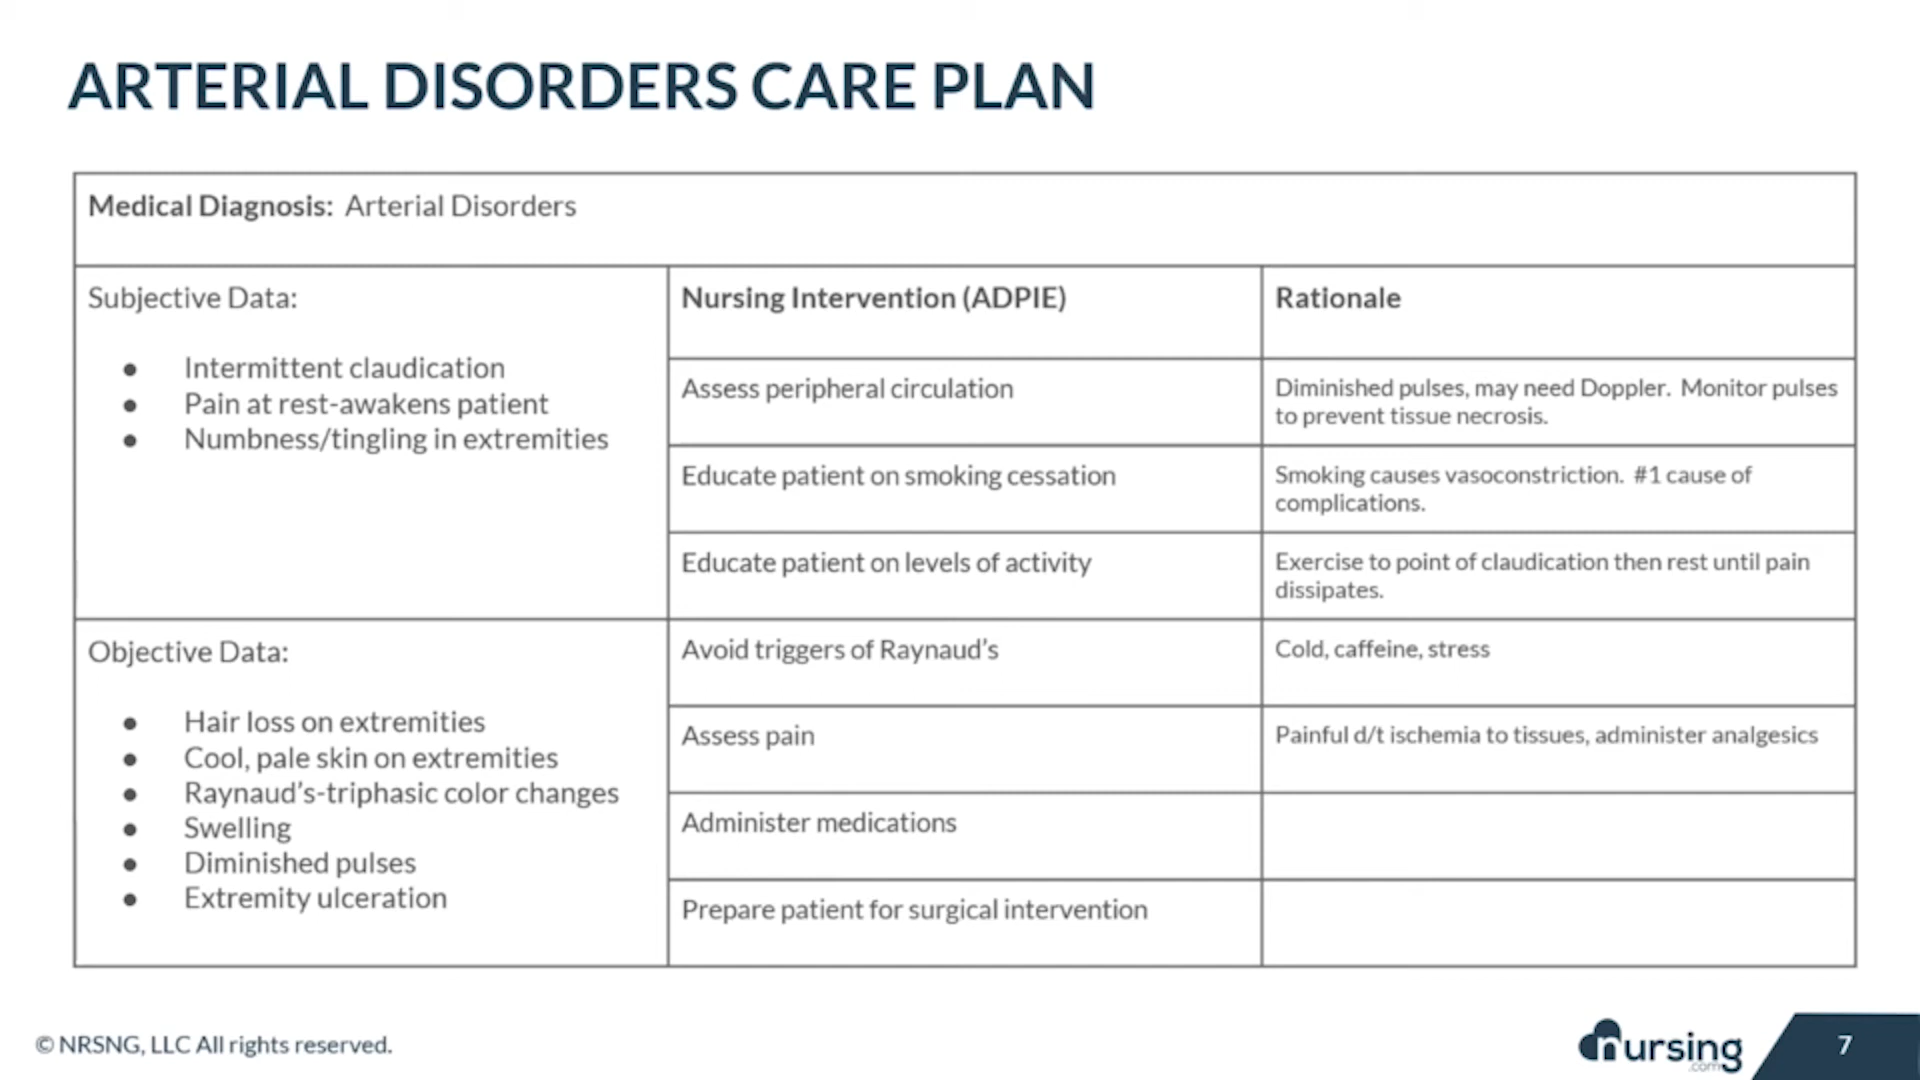 ARTERIAL DISORDERS CARE PLAN
Medical Diagnosis: Arterial Disorders
Subjective Data:
● Intermittent claudication
● Pain at rest-awakens patient
● Numbness/tingling in extremities
Objective Data:
● Hair loss on extremities
● Cool, pale skin on extremities
● Raynaud's-triphasic color changes
● Swelling
● Diminished pulses
● Extremity ulceration
Nursing Intervention (ADPIE)
Rationale
Assess peripheral circulation
Diminished pulses, may need Doppler. Monitor pulses
to prevent tissue necrosis.
Educate patient on smoking cessation
Smoking causes vasoconstriction. #1 cause of
complications.
Educate patient on levels of activity
Exercise to point of claudication then rest until pain
dissipates.
Avoid triggers of Raynaud's
Cold, caffeine, stress
Assess pain
Painful d/t ischemia to tissues, administer analgesics
Administer medications
Prepare patient for surgical intervention
© NRSNG, LLC All rights reserved.
nursing
.com
7